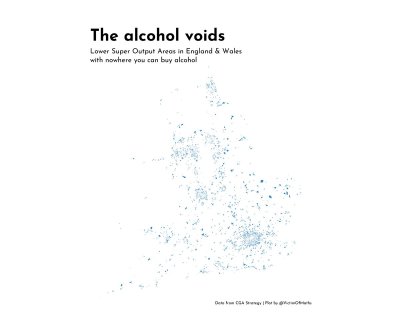 The alcohol voids
Lower Super Output Areas in England & Wales
with nowhere you can buy alcohol
Data from CGA Strategy | Plot by @VictimOfMaths